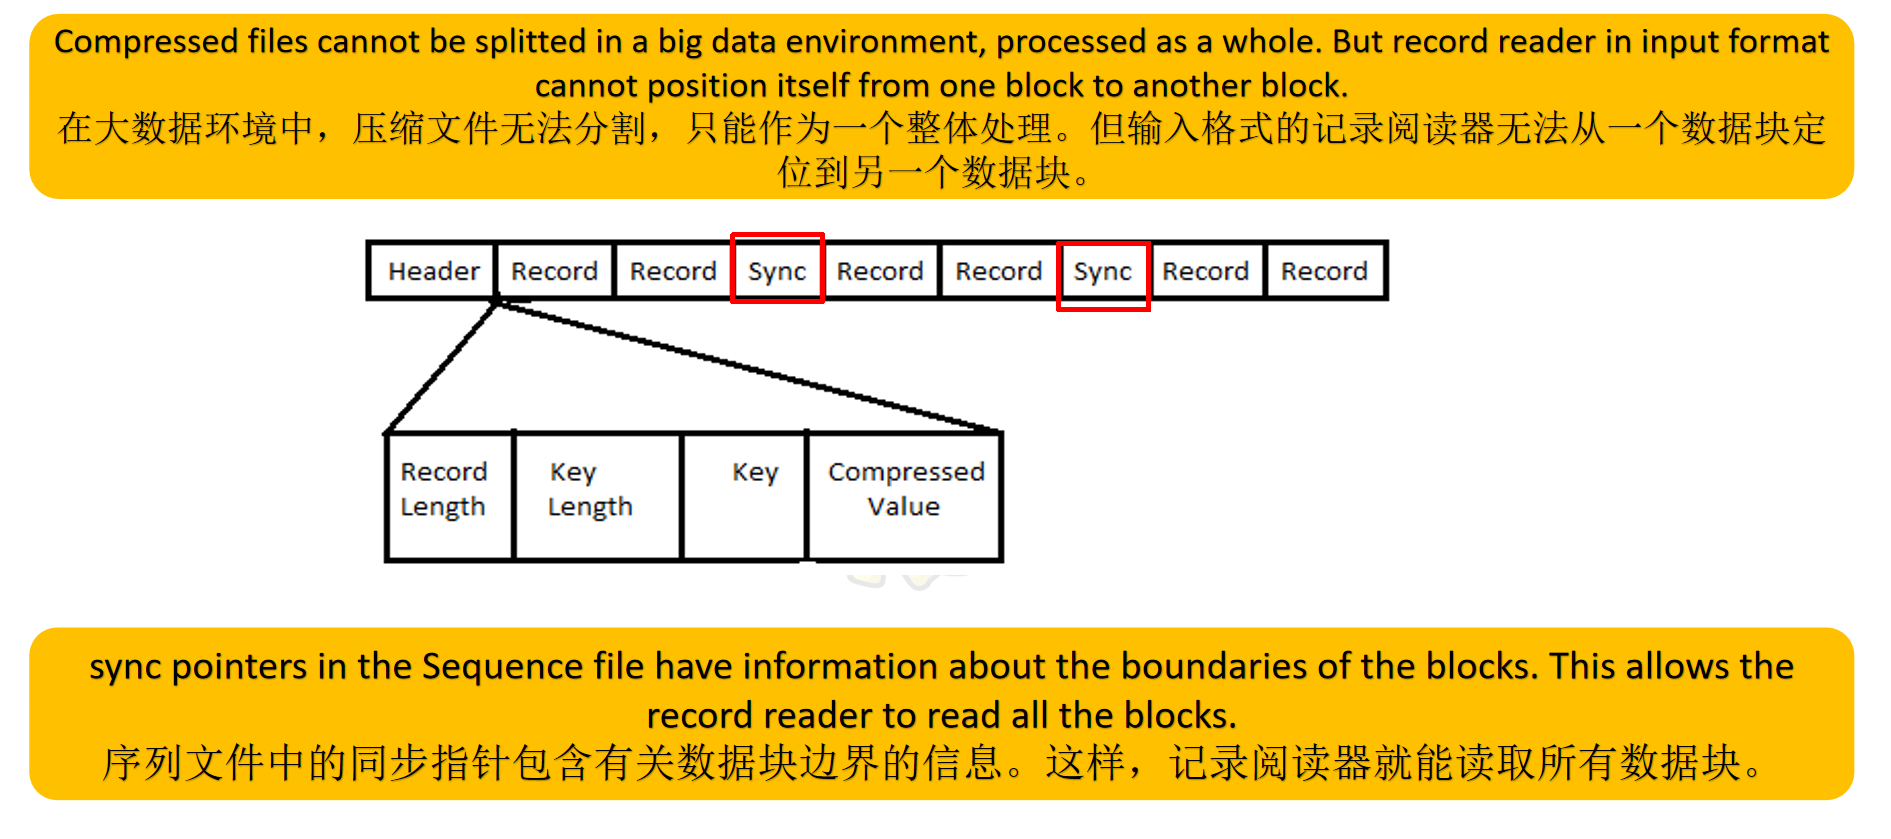 Compressed files cannot be splitted in a big data environment, processed as a whole. But record reader in input format
cannot position itself from one block to another block.
在大数据环境中，压缩文件无法分割，只能作为一个整体处理。但输入格式的记录阅读器无法从一个数据块定
位到另一个数据块。
Header Record Record Sync Record Record Sync Record Record
Record Key Key Compressed
Length Length Value
sync pointers in the Sequence file have information about the boundaries of the blocks. This allows the
record reader to read all the blocks.
序列文件中的同步指针包含有关数据块边界的信息。这样，记录阅读器就能读取所有数据块。